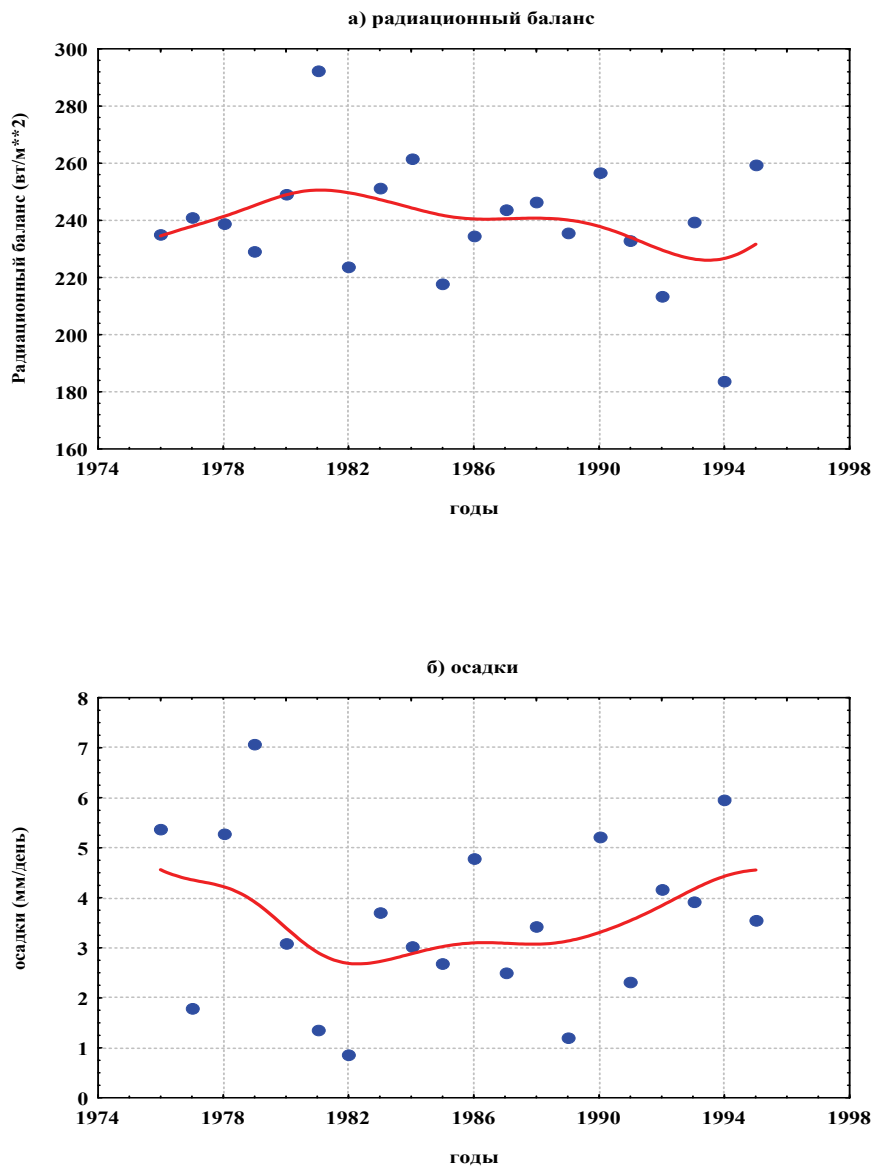 а) радиационный баланс
300
280
260
240
220
200
180
160
Радиационный баланс (вт/м**2)
1974 1978 1982 1986 1990 1994 1998
годы
б) осадки
8
7
6
5
4
3
2
1
0
осадки (мм/день)
1974 1978 1982 1986 1990 1994 1998
годы